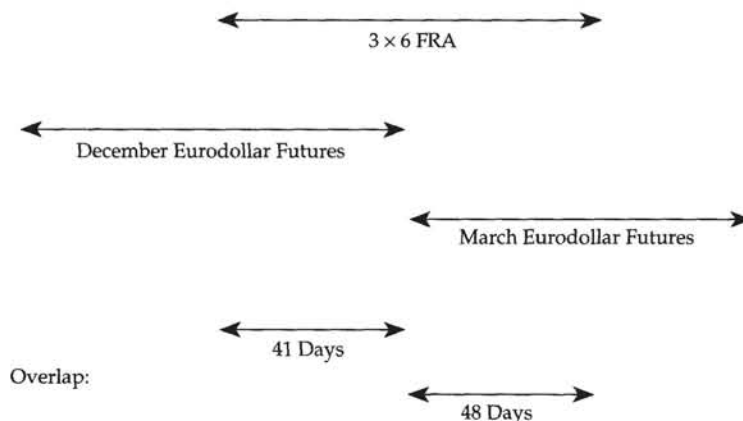 3 × 6 FRA
December Eurodollar Futures
March Eurodollar Futures
41 Days
Overlap:
48 Days